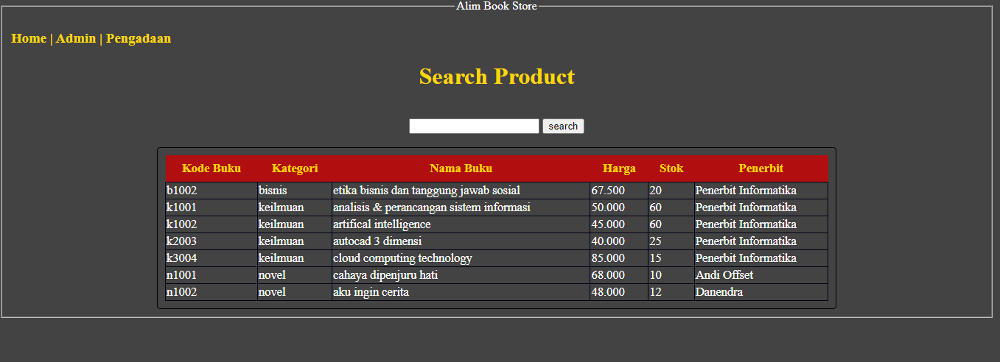 Alim Book Store
Home | Admin | Pengadaan
Search Product
search
Kode Buku Kategori Nama Buku Harga Stok Penerbit
b1002 bisnis etika bisnis dan tanggung jawab sosial 67.500 20 Penerbit Informatika
k1001 keilmuan analisis & perancangan sistem informasi 50.000 60 Penerbit Informatika
k1002 keilmuan artifical intelligence 45.000 60 Penerbit Informatika
k2003 keilmuan autocad 3 dimensi 40.000 25 Penerbit Informatika
k3004 keilmuan cloud computing technology 85.000 15 Penerbit Informatika
n1001 novel cahaya dipenjuru hati 68.000 10 Andi Offset
n1002 novel aku ingin cerita 48.000 12 Danendra